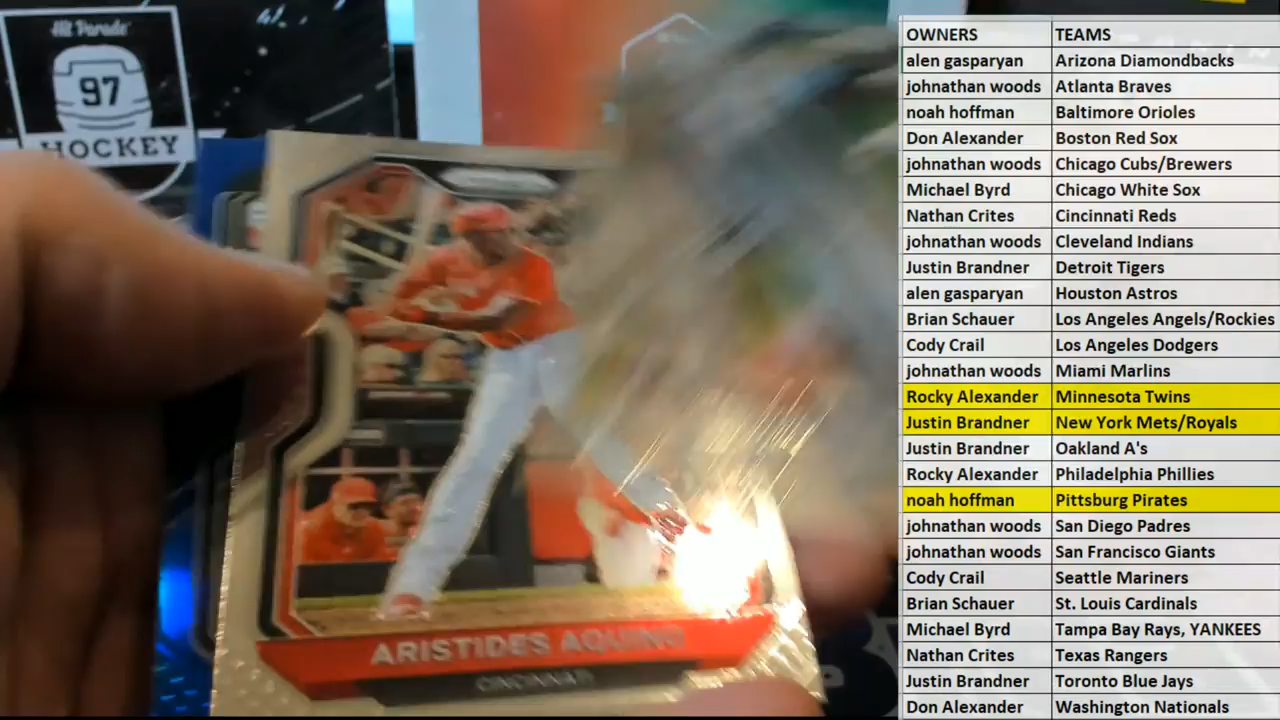 Hit Parade
97
HOCKEY
ARISTIDES AQUINO
CINCINNATI
OWNERS TEAMS
alen gasparyan Arizona Diamondbacks
johnathan woods Atlanta Braves
noah hoffman Baltimore Orioles
Don Alexander Boston Red Sox
johnathan woods Chicago Cubs/Brewers
Michael Byrd Chicago White Sox
Nathan Crites Cincinnati Reds
johnathan woods Cleveland Indians
Justin Brandner Detroit Tigers
alen gasparyan Houston Astros
Brian Schauer Los Angeles Angels/Rockies
Cody Crail Los Angeles Dodgers
johnathan woods Miami Marlins
Rocky Alexander Minnesota Twins
Justin Brandner New York Mets/Royals
Justin Brandner Oakland A's
Rocky Alexander Philadelphia Phillies
noah hoffman Pittsburg Pirates
johnathan woods San Diego Padres
johnathan woods San Francisco Giants
Cody Crail Seattle Mariners
Brian Schauer St. Louis Cardinals
Michael Byrd Tampa Bay Rays, YANKEES
Nathan Crites Texas Rangers
Justin Brandner Toronto Blue Jays
Don Alexander Washington Nationals